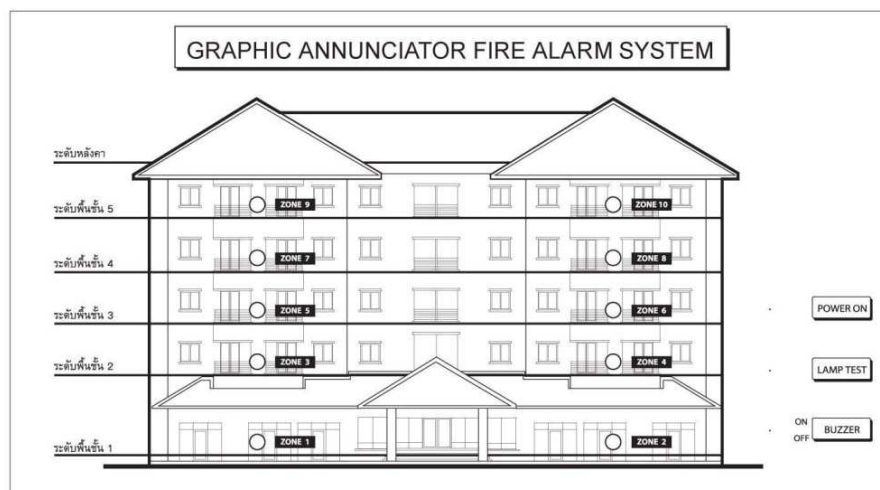 GRAPHIC ANNUNCIATOR FIRE ALARM SYSTEM
ระดับหลังคา
ระดับพื้นชั้น 5
ZONE 9
ZONE 10
ระดับพื้นชั้น 4
ZONE 7
ZONE 8
ระดับพื้นชั้น 3
ZONE 5
ZONE 6
POWER ON
ระดับพื้นชั้น 2
ZONE 3
ZONE 4
LAMP TEST
ระดับพื้นชั้น 1
ZONE 1
ZONE 2
ON
OFF
BUZZER